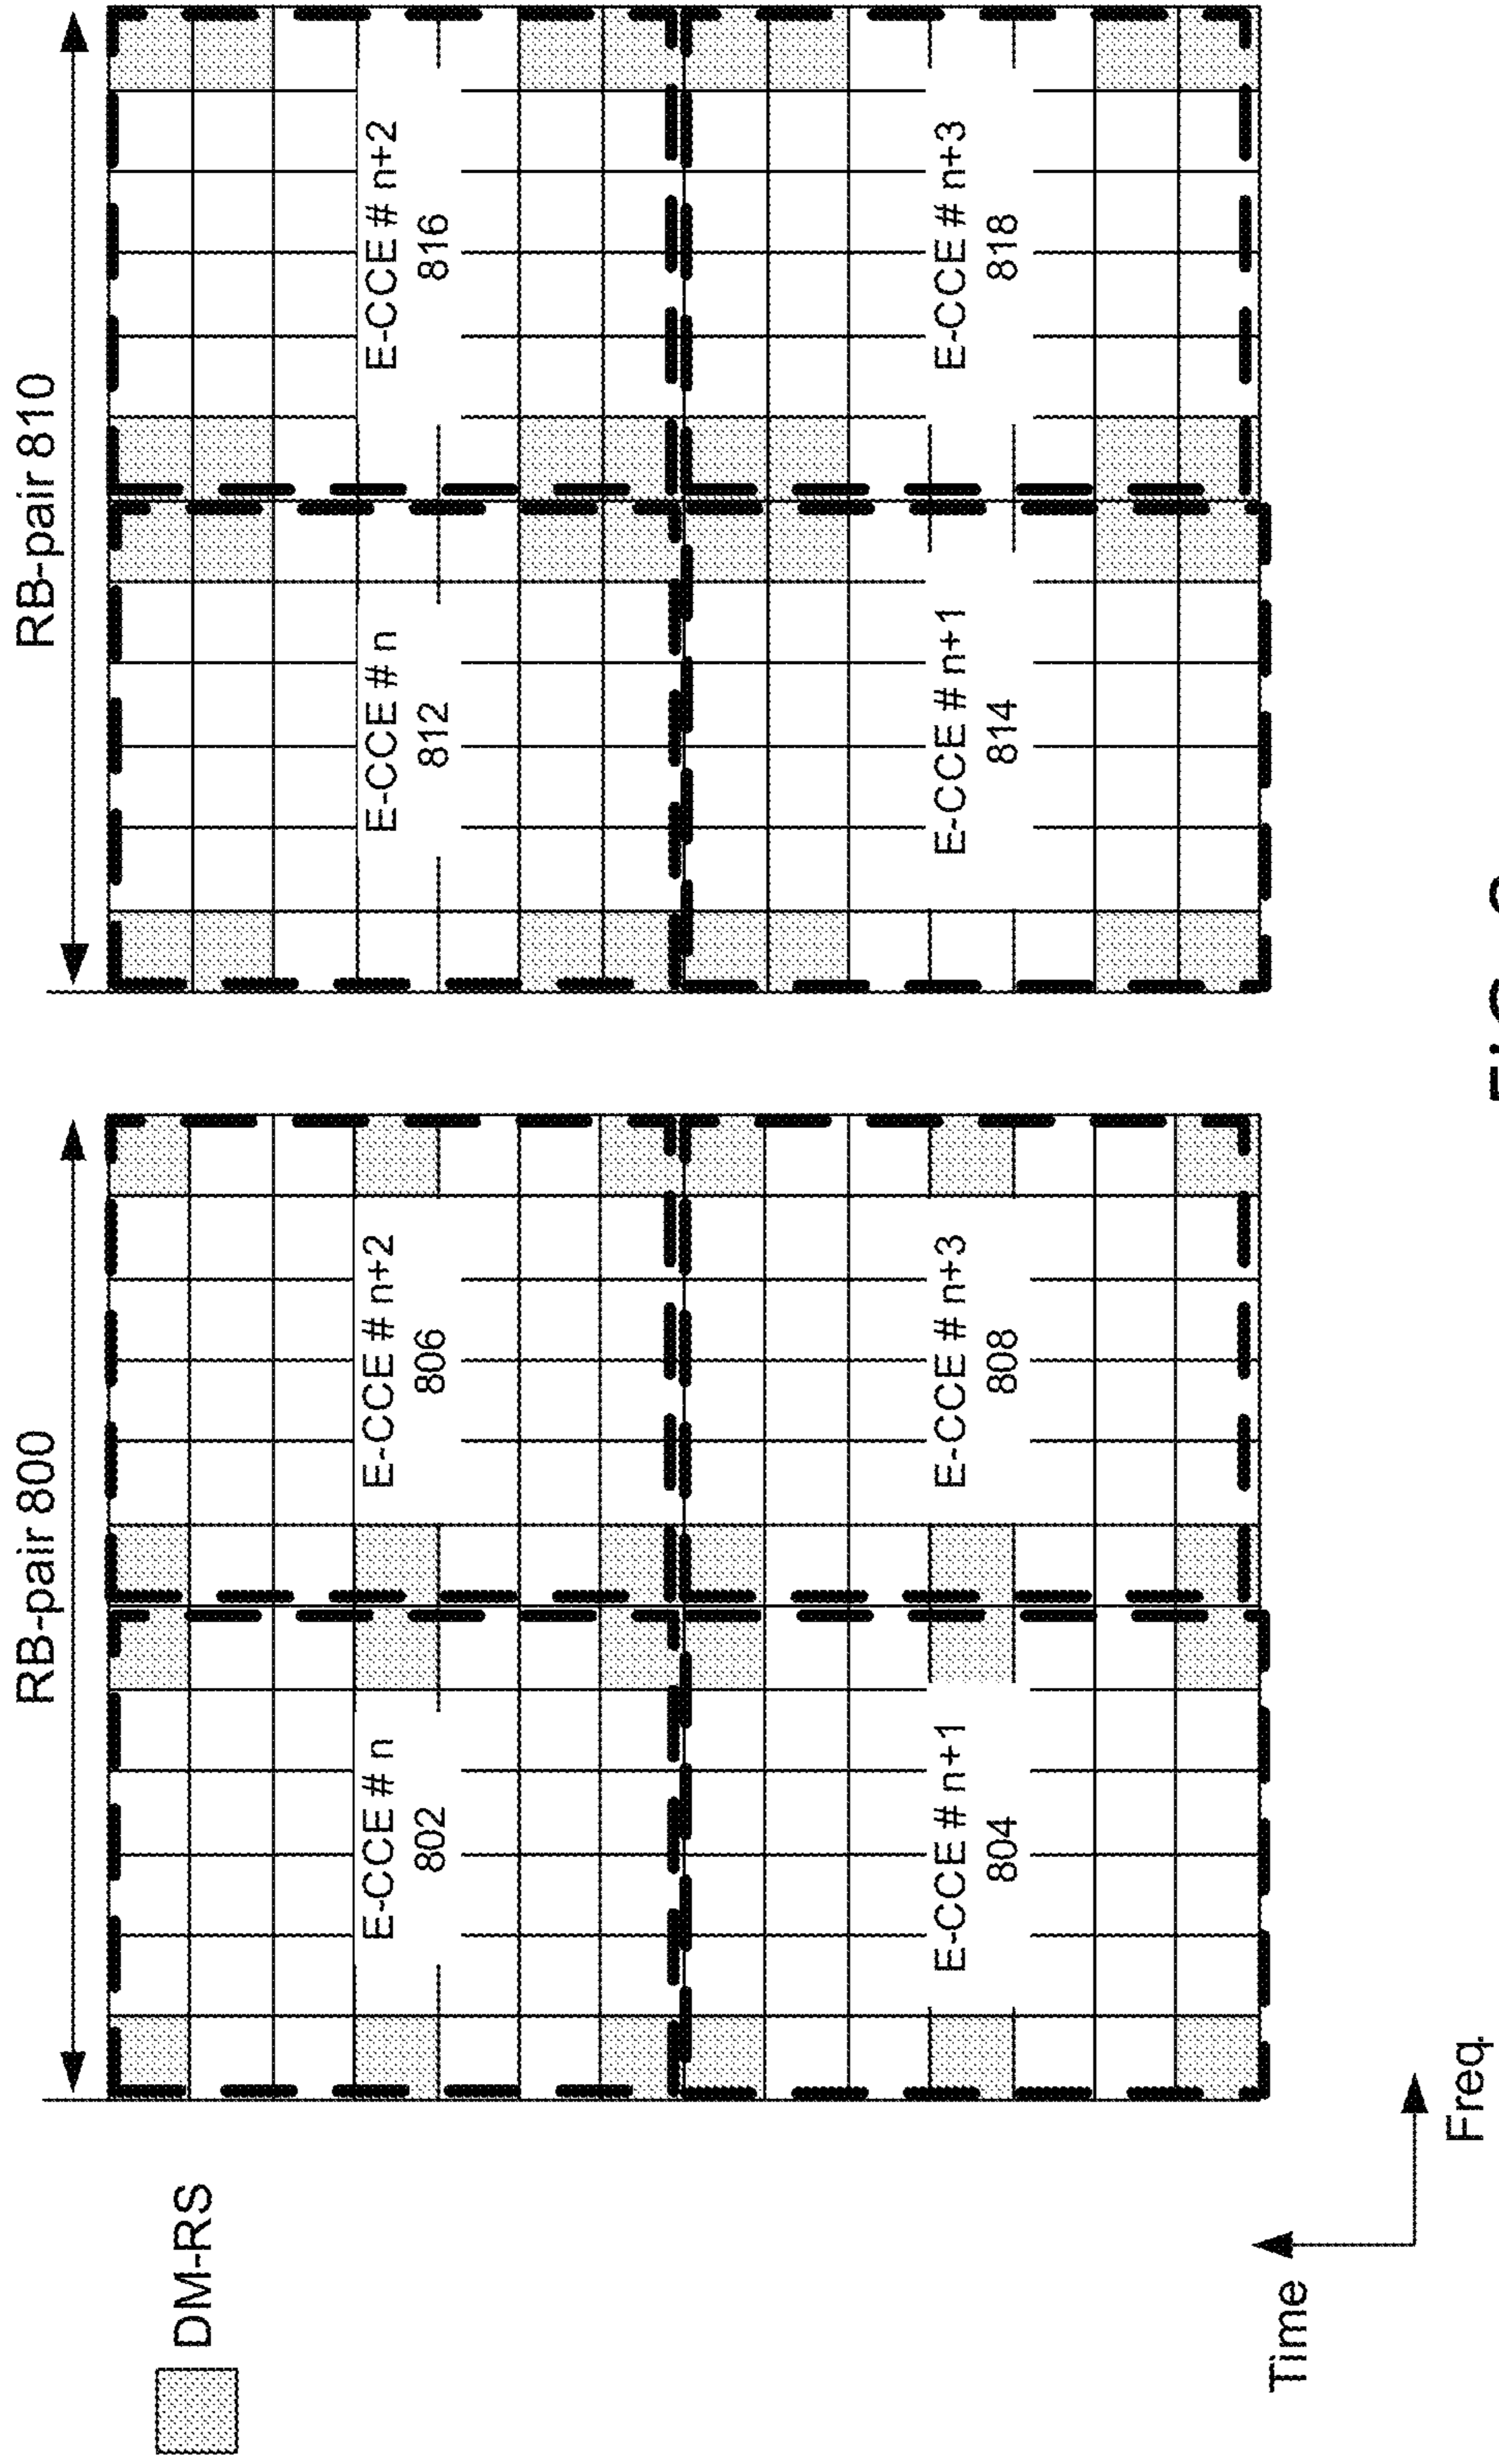 RB-pair 800
RB-pair 810
DM-RS
E-CCE # n
802
E-CCE # n+2
806
E-CCE # n
812
E-CCE # n+2
816
E-CCE # n+1
804
E-CCE # n+3
808
E-CCE # n+1
814
E-CCE # n+3
818
Time
Freq.